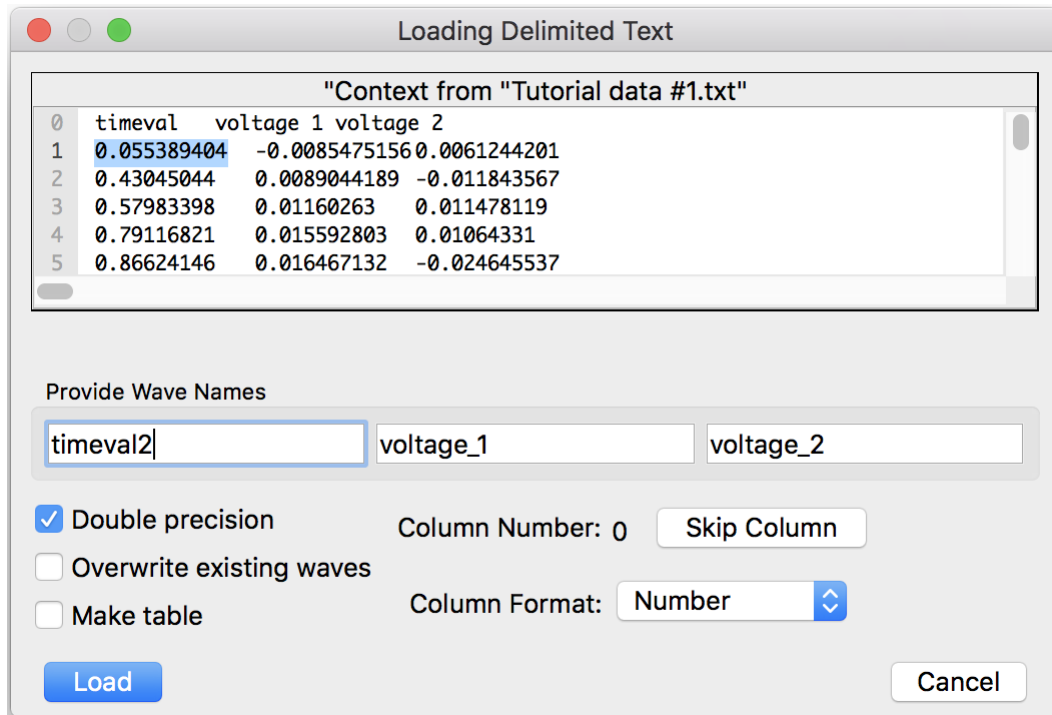 Loading Delimited Text
"Context from "Tutorial data #1.txt"
0 timeval voltage 1 voltage 2
1 0.055389404 -0.0085475156 0.0061244201
2 0.43045044 0.0089044189 -0.011843567
3 0.57983398 0.01160263 0.011478119
4 0.79116821 0.015592803 0.01064331
5 0.86624146 0.016467132 -0.024645537
Provide Wave Names
timeval2 voltage_1 voltage_2
Double precision Column Number: 0 Skip Column
Overwrite existing waves
Make table Column Format: Number
Load Cancel